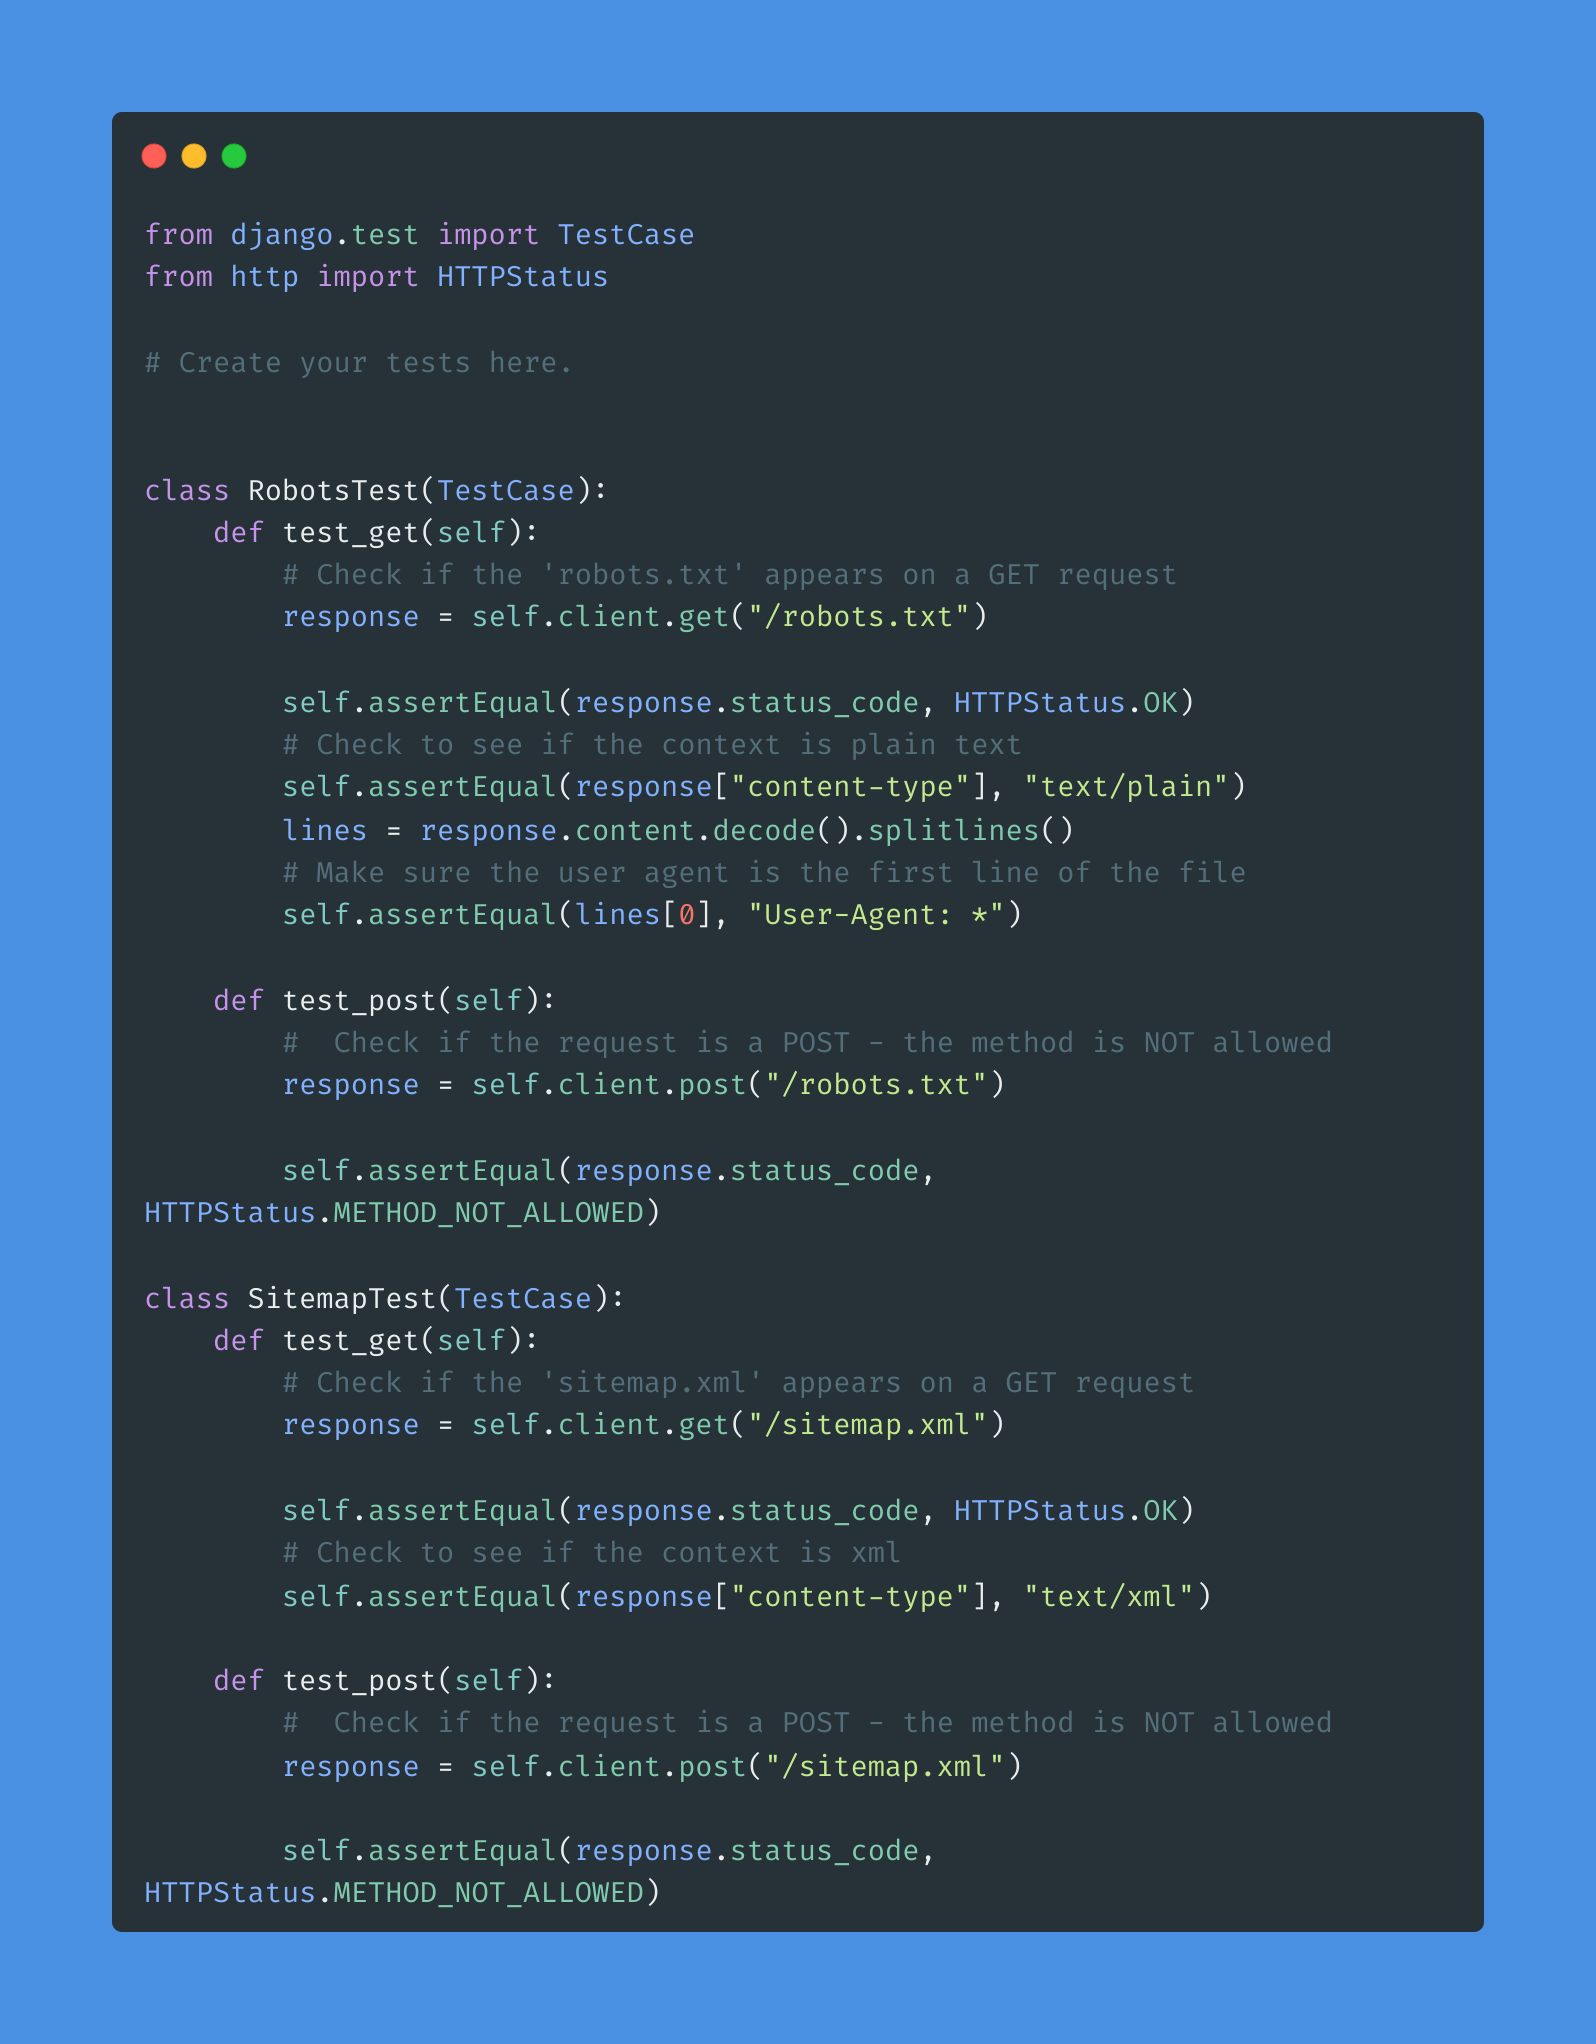 from django.test import TestCase
from http import HTTPStatus

# Create your tests here.


class RobotsTest(TestCase):
    def test_get(self):
        # Check if the 'robots.txt' appears on a GET request
        response = self.client.get("/robots.txt")

        self.assertEqual(response.status_code, HTTPStatus.OK)
        # Check to see if the context is plain text
        self.assertEqual(response["content-type"], "text/plain")
        lines = response.content.decode().splitlines()
        # Make sure the user agent is the first line of the file
        self.assertEqual(lines[0], "User-Agent: *")

    def test_post(self):
        #  Check if the request is a POST - the method is NOT allowed
        response = self.client.post("/robots.txt")

        self.assertEqual(response.status_code,
HTTPStatus.METHOD_NOT_ALLOWED)

class SitemapTest(TestCase):
    def test_get(self):
        # Check if the 'sitemap.xml' appears on a GET request
        response = self.client.get("/sitemap.xml")

        self.assertEqual(response.status_code, HTTPStatus.OK)
        # Check to see if the context is xml
        self.assertEqual(response["content-type"], "text/xml")

    def test_post(self):
        #  Check if the request is a POST - the method is NOT allowed
        response = self.client.post("/sitemap.xml")

        self.assertEqual(response.status_code,
HTTPStatus.METHOD_NOT_ALLOWED)